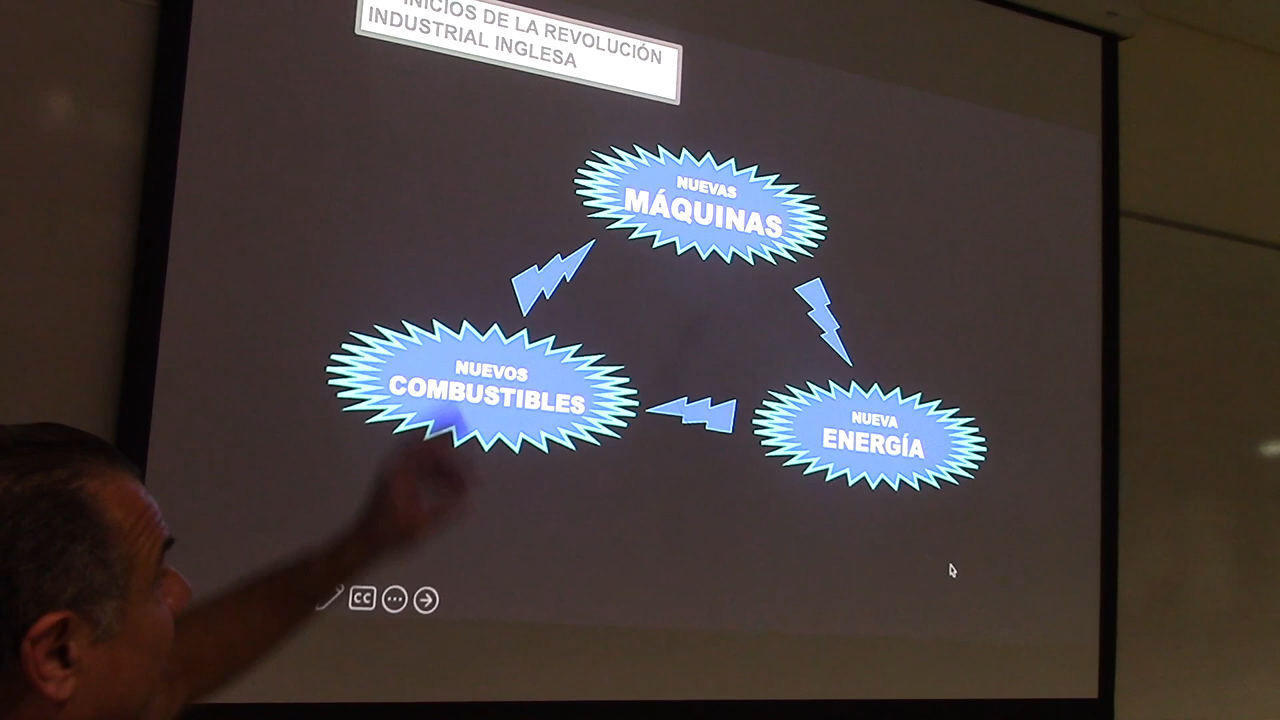 INICIOS DE LA REVOLUCIÓN
INDUSTRIAL INGLESA
NUEVAS
MÁQUINAS
NUEVOS
COMBUSTIBLES
NUEVA
ENERGÍA
CC